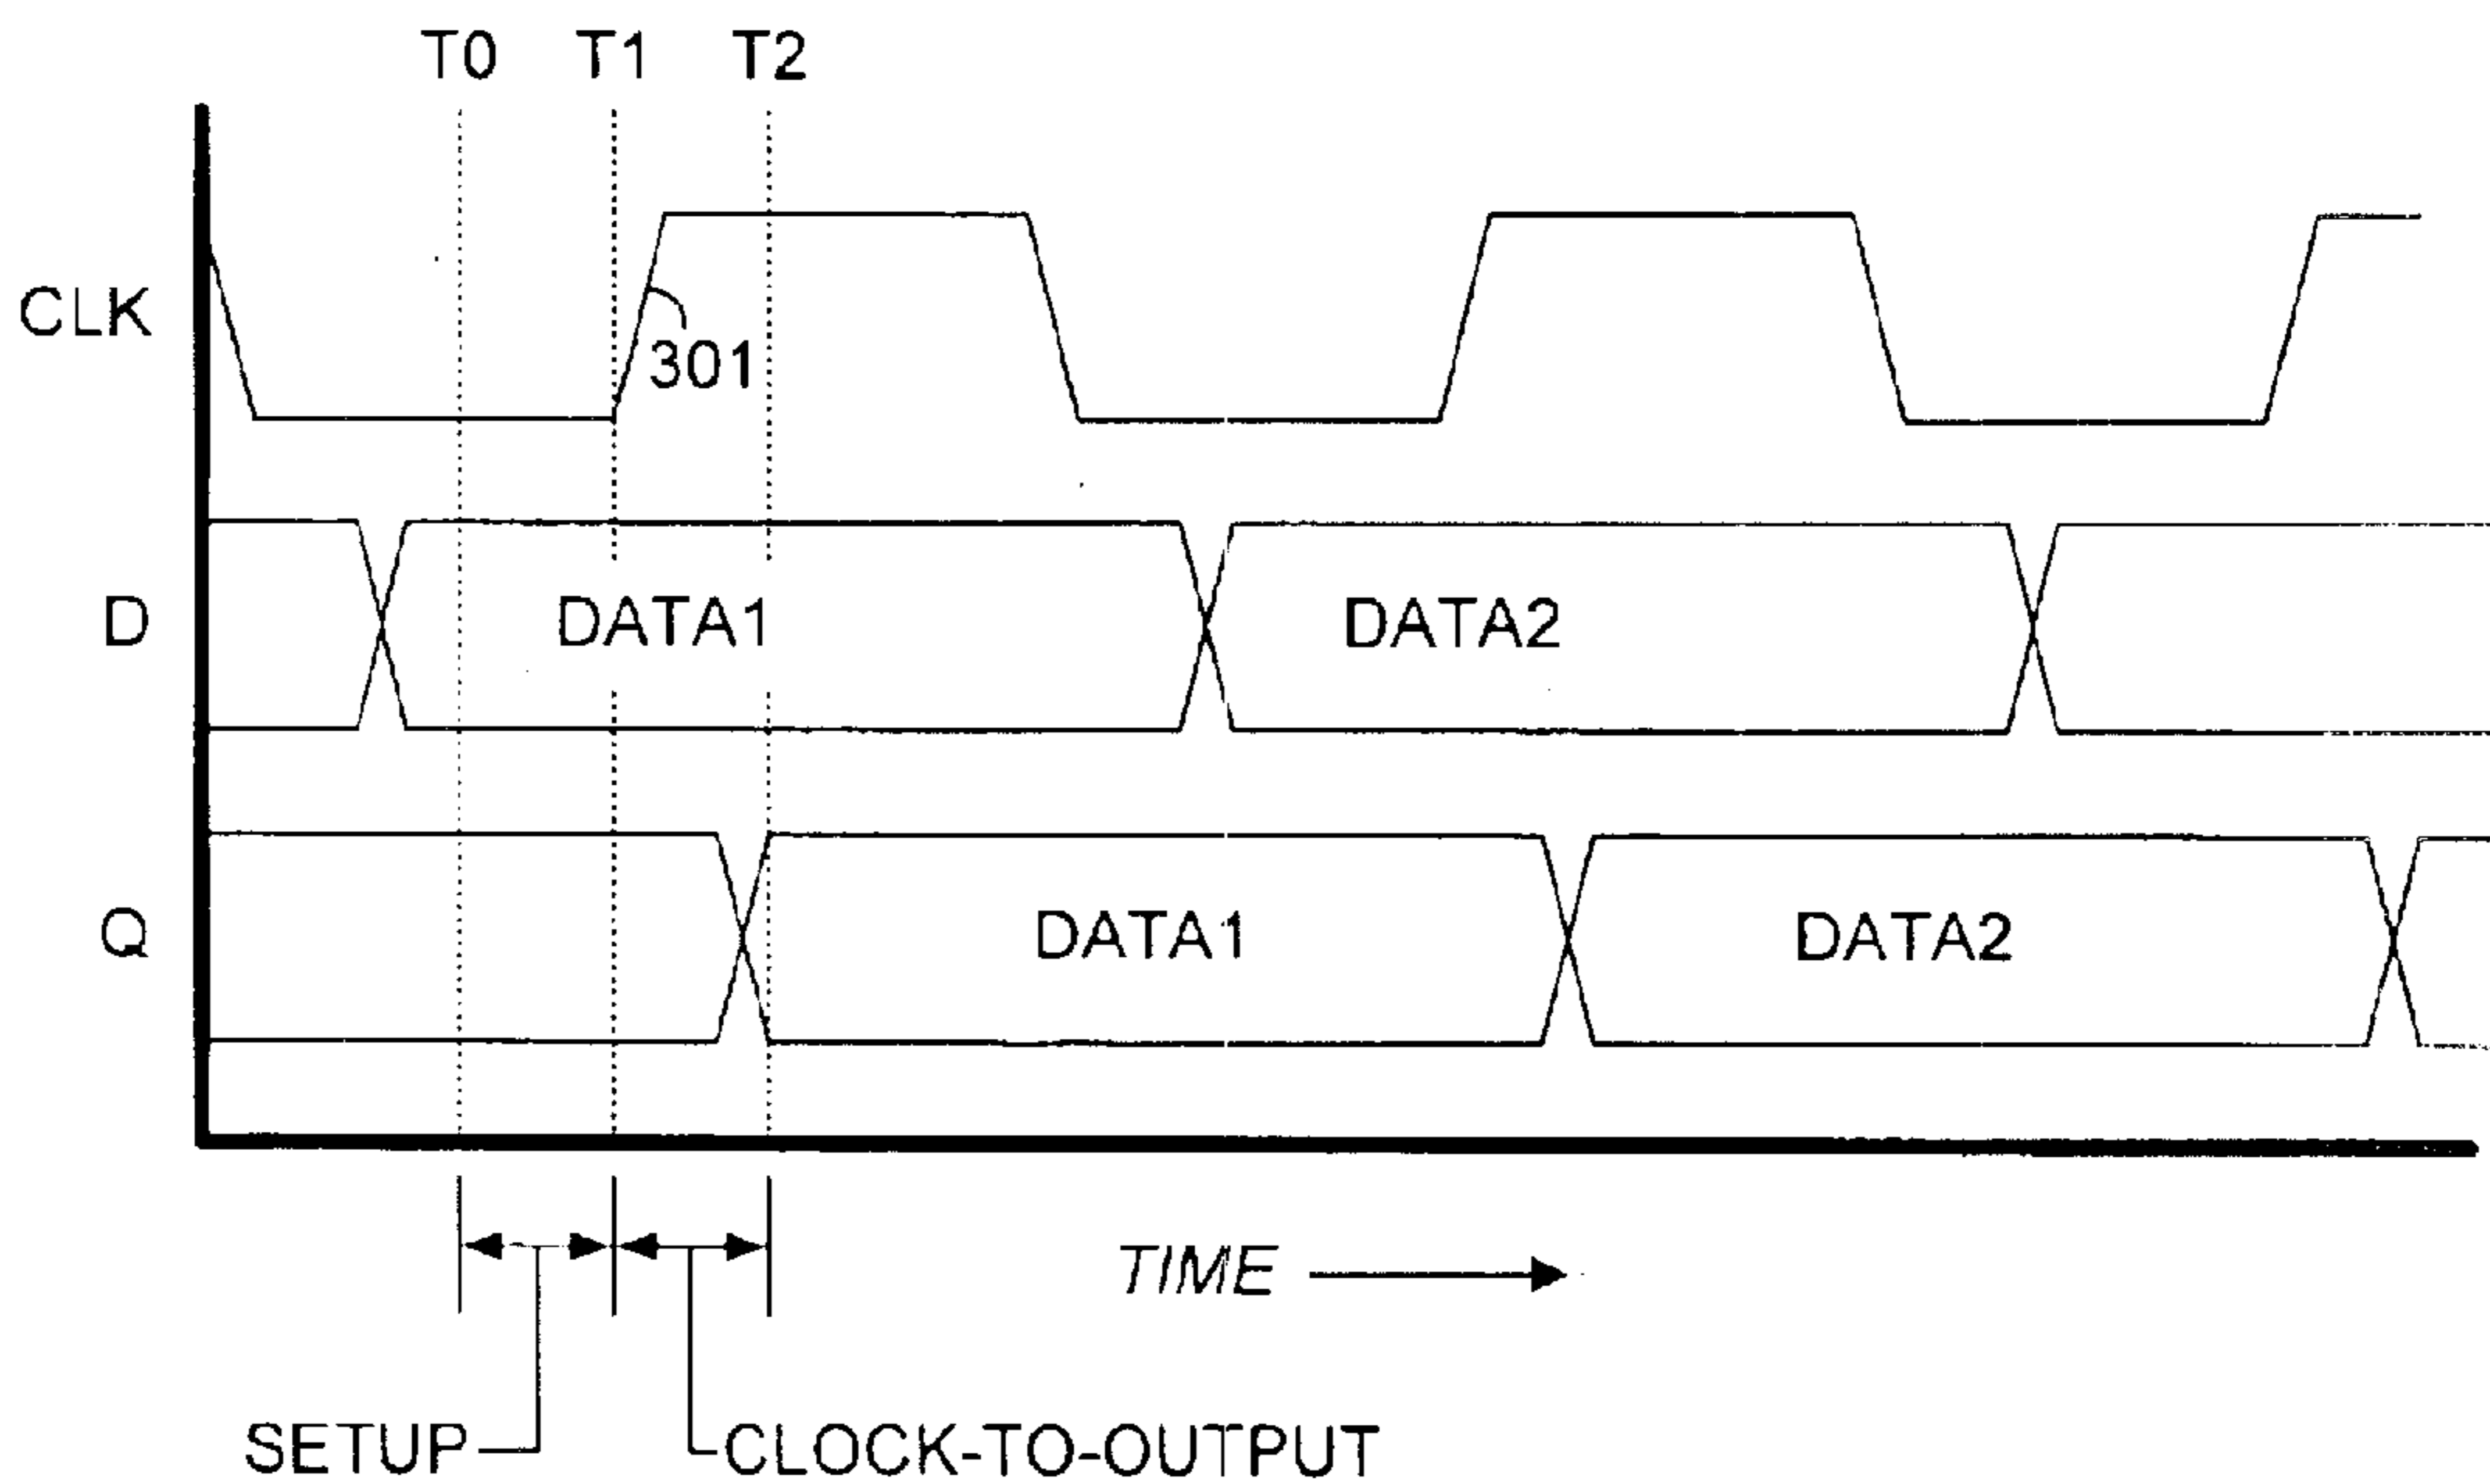 T0 T1 T2
CLK
301
D DATA1 DATA2
Q DATA1 DATA2
TIME
SETUP CLOCK-TO-OUTPUT